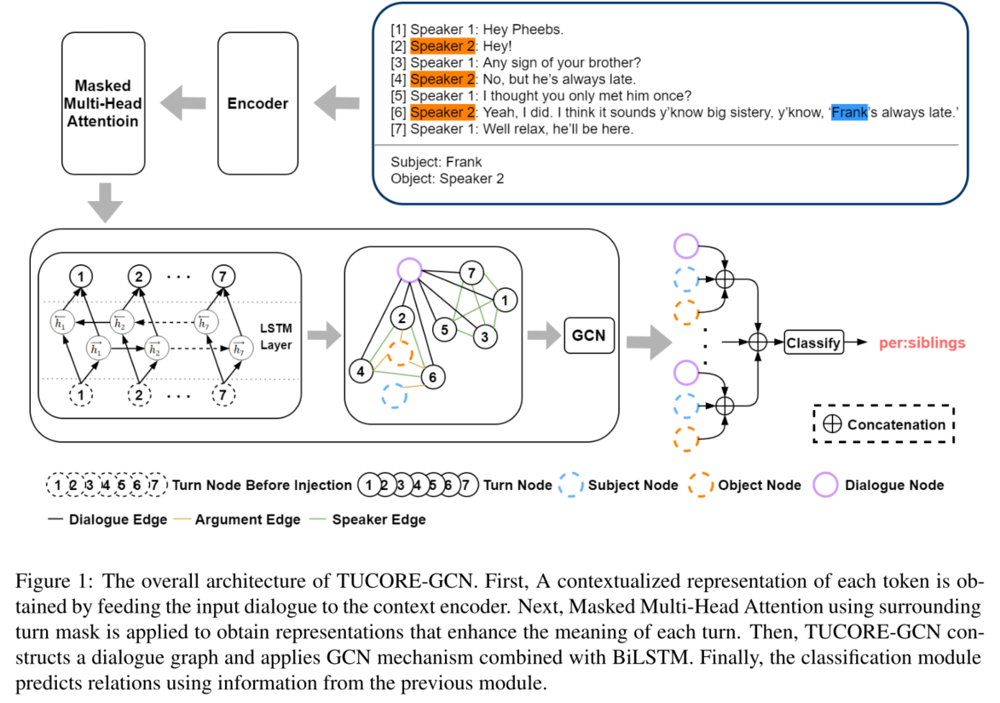 [1] Speaker 1: Hey Pheebs.
[2] Speaker 2: Hey!
[3] Speaker 1: Any sign of your brother?
[4] Speaker 2: No, but he's always late.
[5] Speaker 1: I thought you only met him once?
[6] Speaker 2: Yeah, I did. I think it sounds y'know big sistery, y'know, 'Frank's always late.'
[7] Speaker 1: Well relax, he'll be here.
Subject: Frank
Object: Speaker 2
Encoder
Masked
Multi-Head
Attentioin
1 2 . . . 7
h1 h2 h7
h1 h2 h7
1 2 . . . 7
LSTM
Layer
7
1
2
5
3
4
6
GCN
Classify
per:siblings
⊕ Concatenation
1 2 3 4 5 6 7 Turn Node Before Injection
1 2 3 4 5 6 7 Turn Node
Subject Node
Object Node
Dialogue Node
Dialogue Edge
Argument Edge
Speaker Edge
Figure 1: The overall architecture of TUCORE-GCN. First, A contextualized representation of each token is ob-
tained by feeding the input dialogue to the context encoder. Next, Masked Multi-Head Attention using surrounding
turn mask is applied to obtain representations that enhance the meaning of each turn. Then, TUCORE-GCN con-
structs a dialogue graph and applies GCN mechanism combined with BiLSTM. Finally, the classification module
predicts relations using information from the previous module.